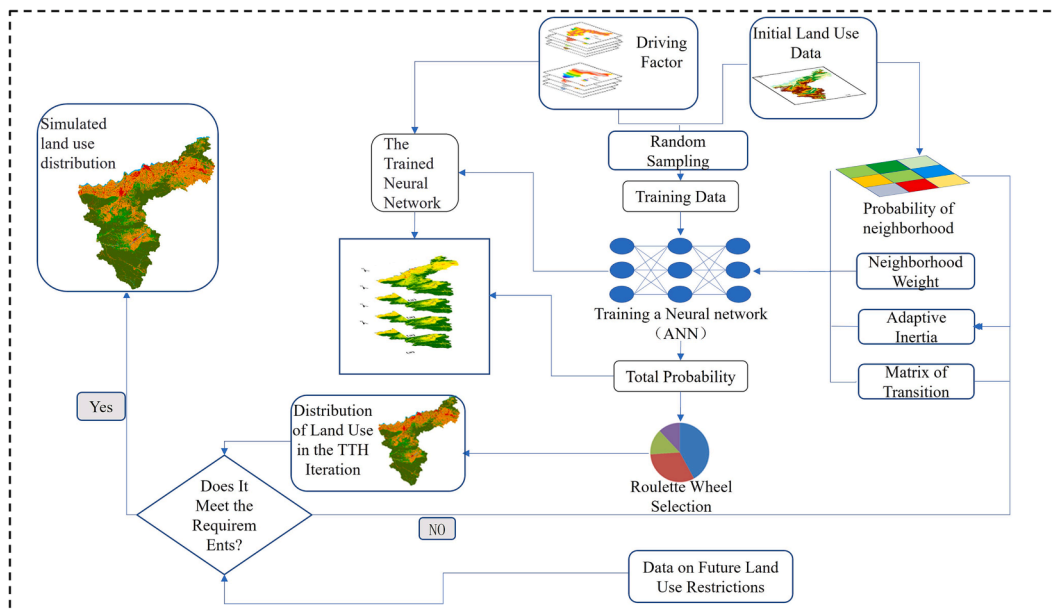 Driving
Factor
Initial Land Use
Data
Simulated
land use
distribution
The
Trained
Neural
Network
Random
Sampling
Training Data
Probability of
neighborhood
Neighborhood
Weight
Training a Neural network
（ANN）
Adaptive
Inertia
Total Probability
Matrix of
Transition
Yes
Distribution
of Land Use
in the TTH
Iteration
Roulette Wheel
Selection
Does It
Meet the
Requirem
Ents?
NO
Data on Future Land
Use Restrictions